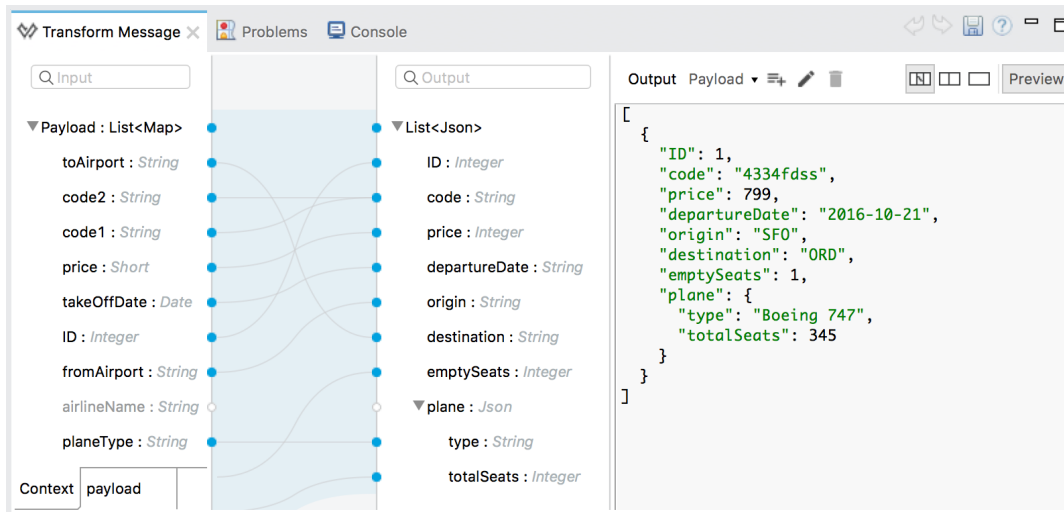 Transform Message Problems Console
Input
Output
Output Payload Preview
Payload : List<Map>
toAirport : String
code2 : String
code1 : String
price : Short
takeOffDate : Date
ID : Integer
fromAirport : String
airlineName : String
planeType : String
Context payload
List<Json>
ID : Integer
code : String
price : Integer
departureDate : String
origin : String
destination : String
emptySeats : Integer
plane : Json
type : String
totalSeats : Integer
[
{
"ID": 1,
"code": "4334fdss",
"price": 799,
"departureDate": "2016-10-21",
"origin": "SFO",
"destination": "ORD",
"emptySeats": 1,
"plane": {
"type": "Boeing 747",
"totalSeats": 345
}
}
]